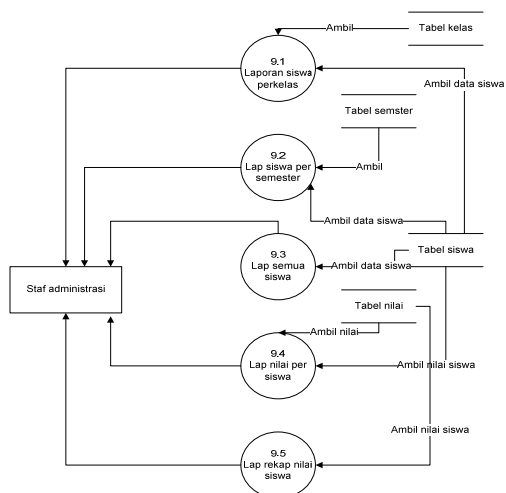 Ambil
Tabel kelas
9.1
Laporan siswa
perkelas
Ambil data siswa
Tabel semster
9.2
Lap siswa per
semester
Ambil
Ambil data siswa
9.3
Lap semua
siswa
Ambil data siswa
Tabel siswa
Staf administrasi
Tabel nilai
Ambil nilai
9.4
Lap nilai per
siswa
Ambil nilai siswa
Ambil nilai siswa
9.5
Lap rekap nilai
siswa